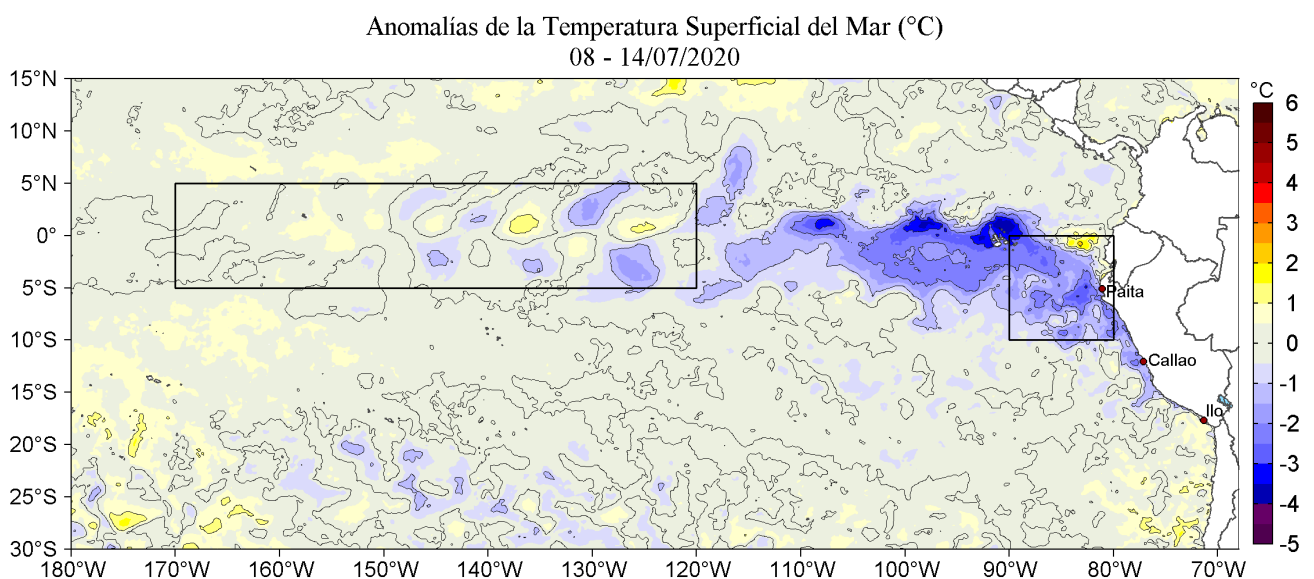 Anomalías de la Temperatura Superficial del Mar (°C)
08 - 14/07/2020
15°N
10°N
5°N
0°
5°S
10°S
15°S
20°S
25°S
30°S
180°W
170°W
160°W
150°W
140°W
130°W
120°W
110°W
100°W
90°W
80°W
70°W
Paita
Callao
Ilo
°C
6
5
4
3
2
1
0
-1
-2
-3
-4
-5